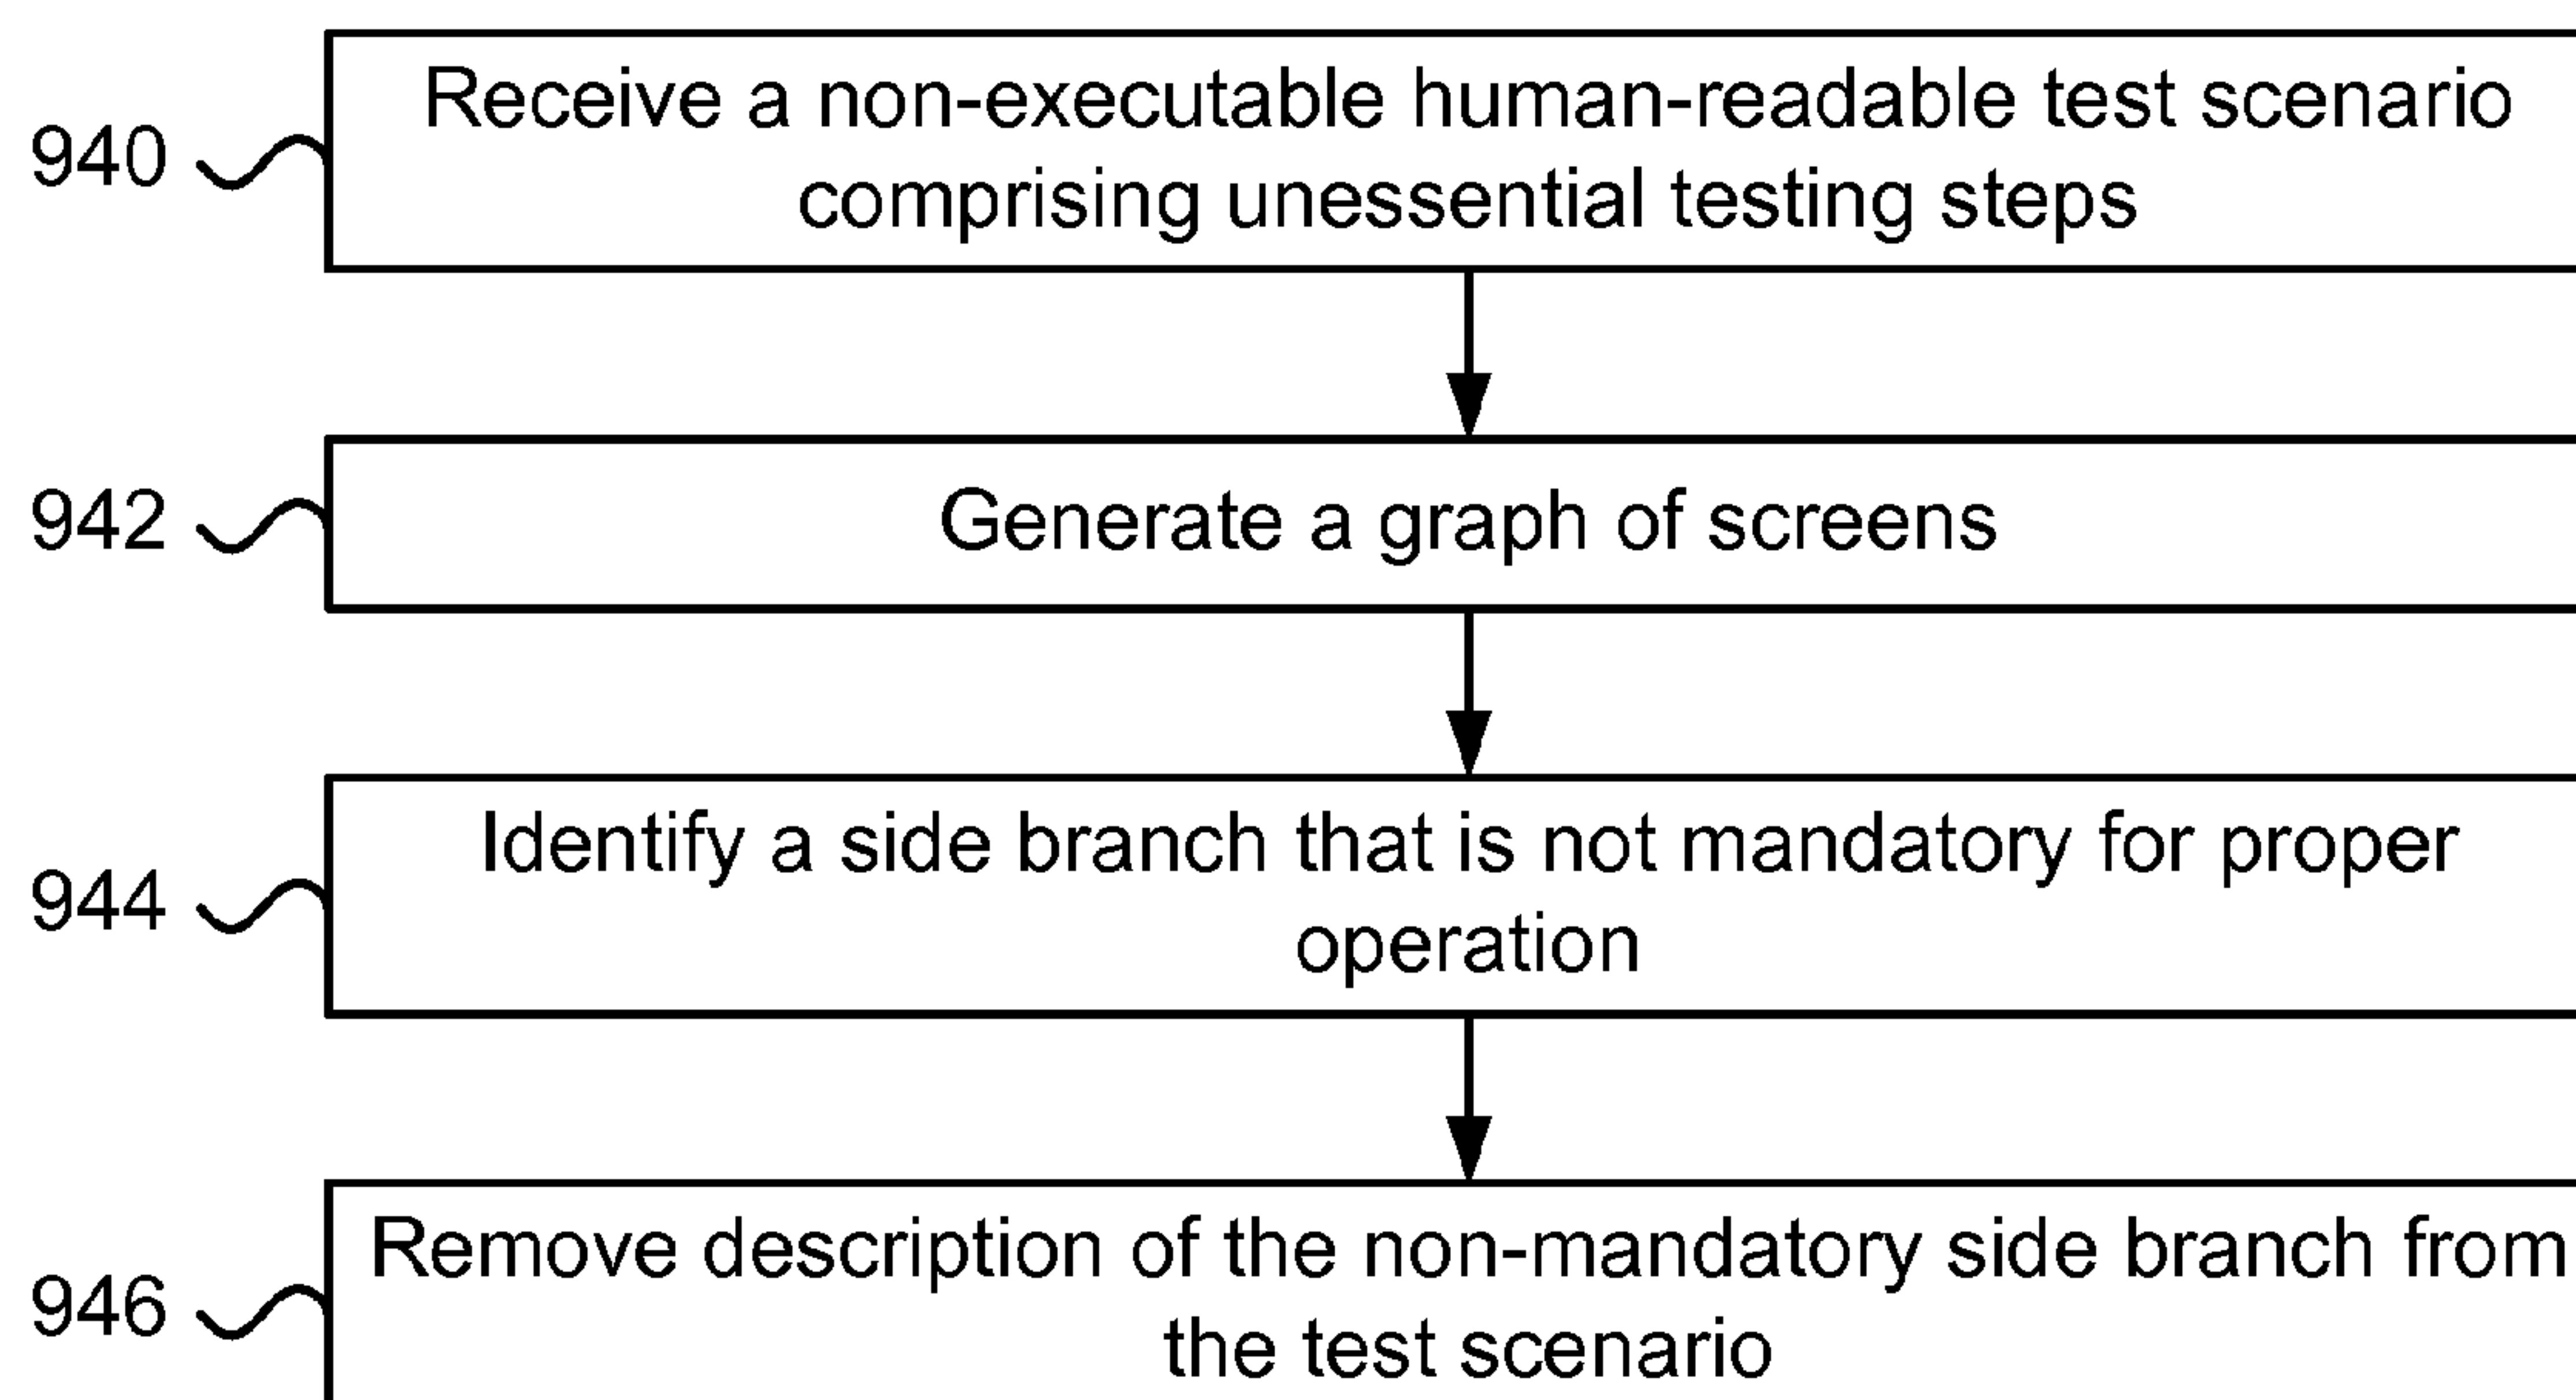 940
Receive a non-executable human-readable test scenario
comprising unessential testing steps
942
Generate a graph of screens
944
Identify a side branch that is not mandatory for proper
operation
946
Remove description of the non-mandatory side branch from
the test scenario